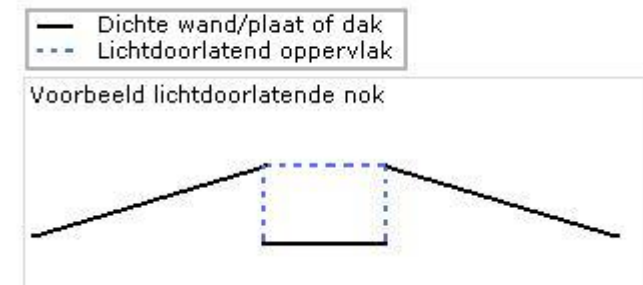 Dichte wand/plaat of dak
Lichtdoorlatend oppervlak
Voorbeeld lichtdoorlatende nok